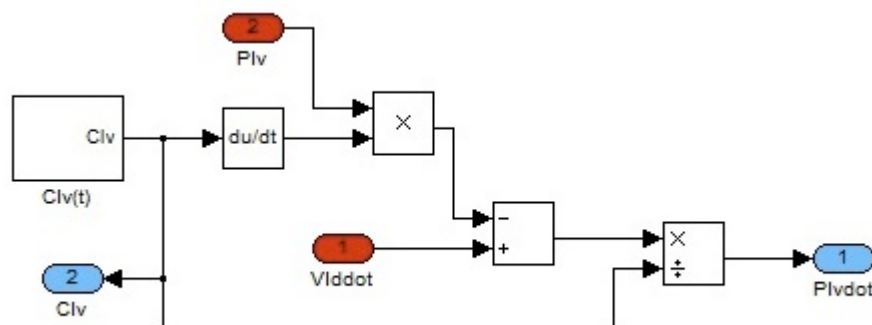 2
Plv
×
Clv
du/dt
Clv(t)
−
+
×
÷
1
Vlddot
1
Plvdot
2
Clv